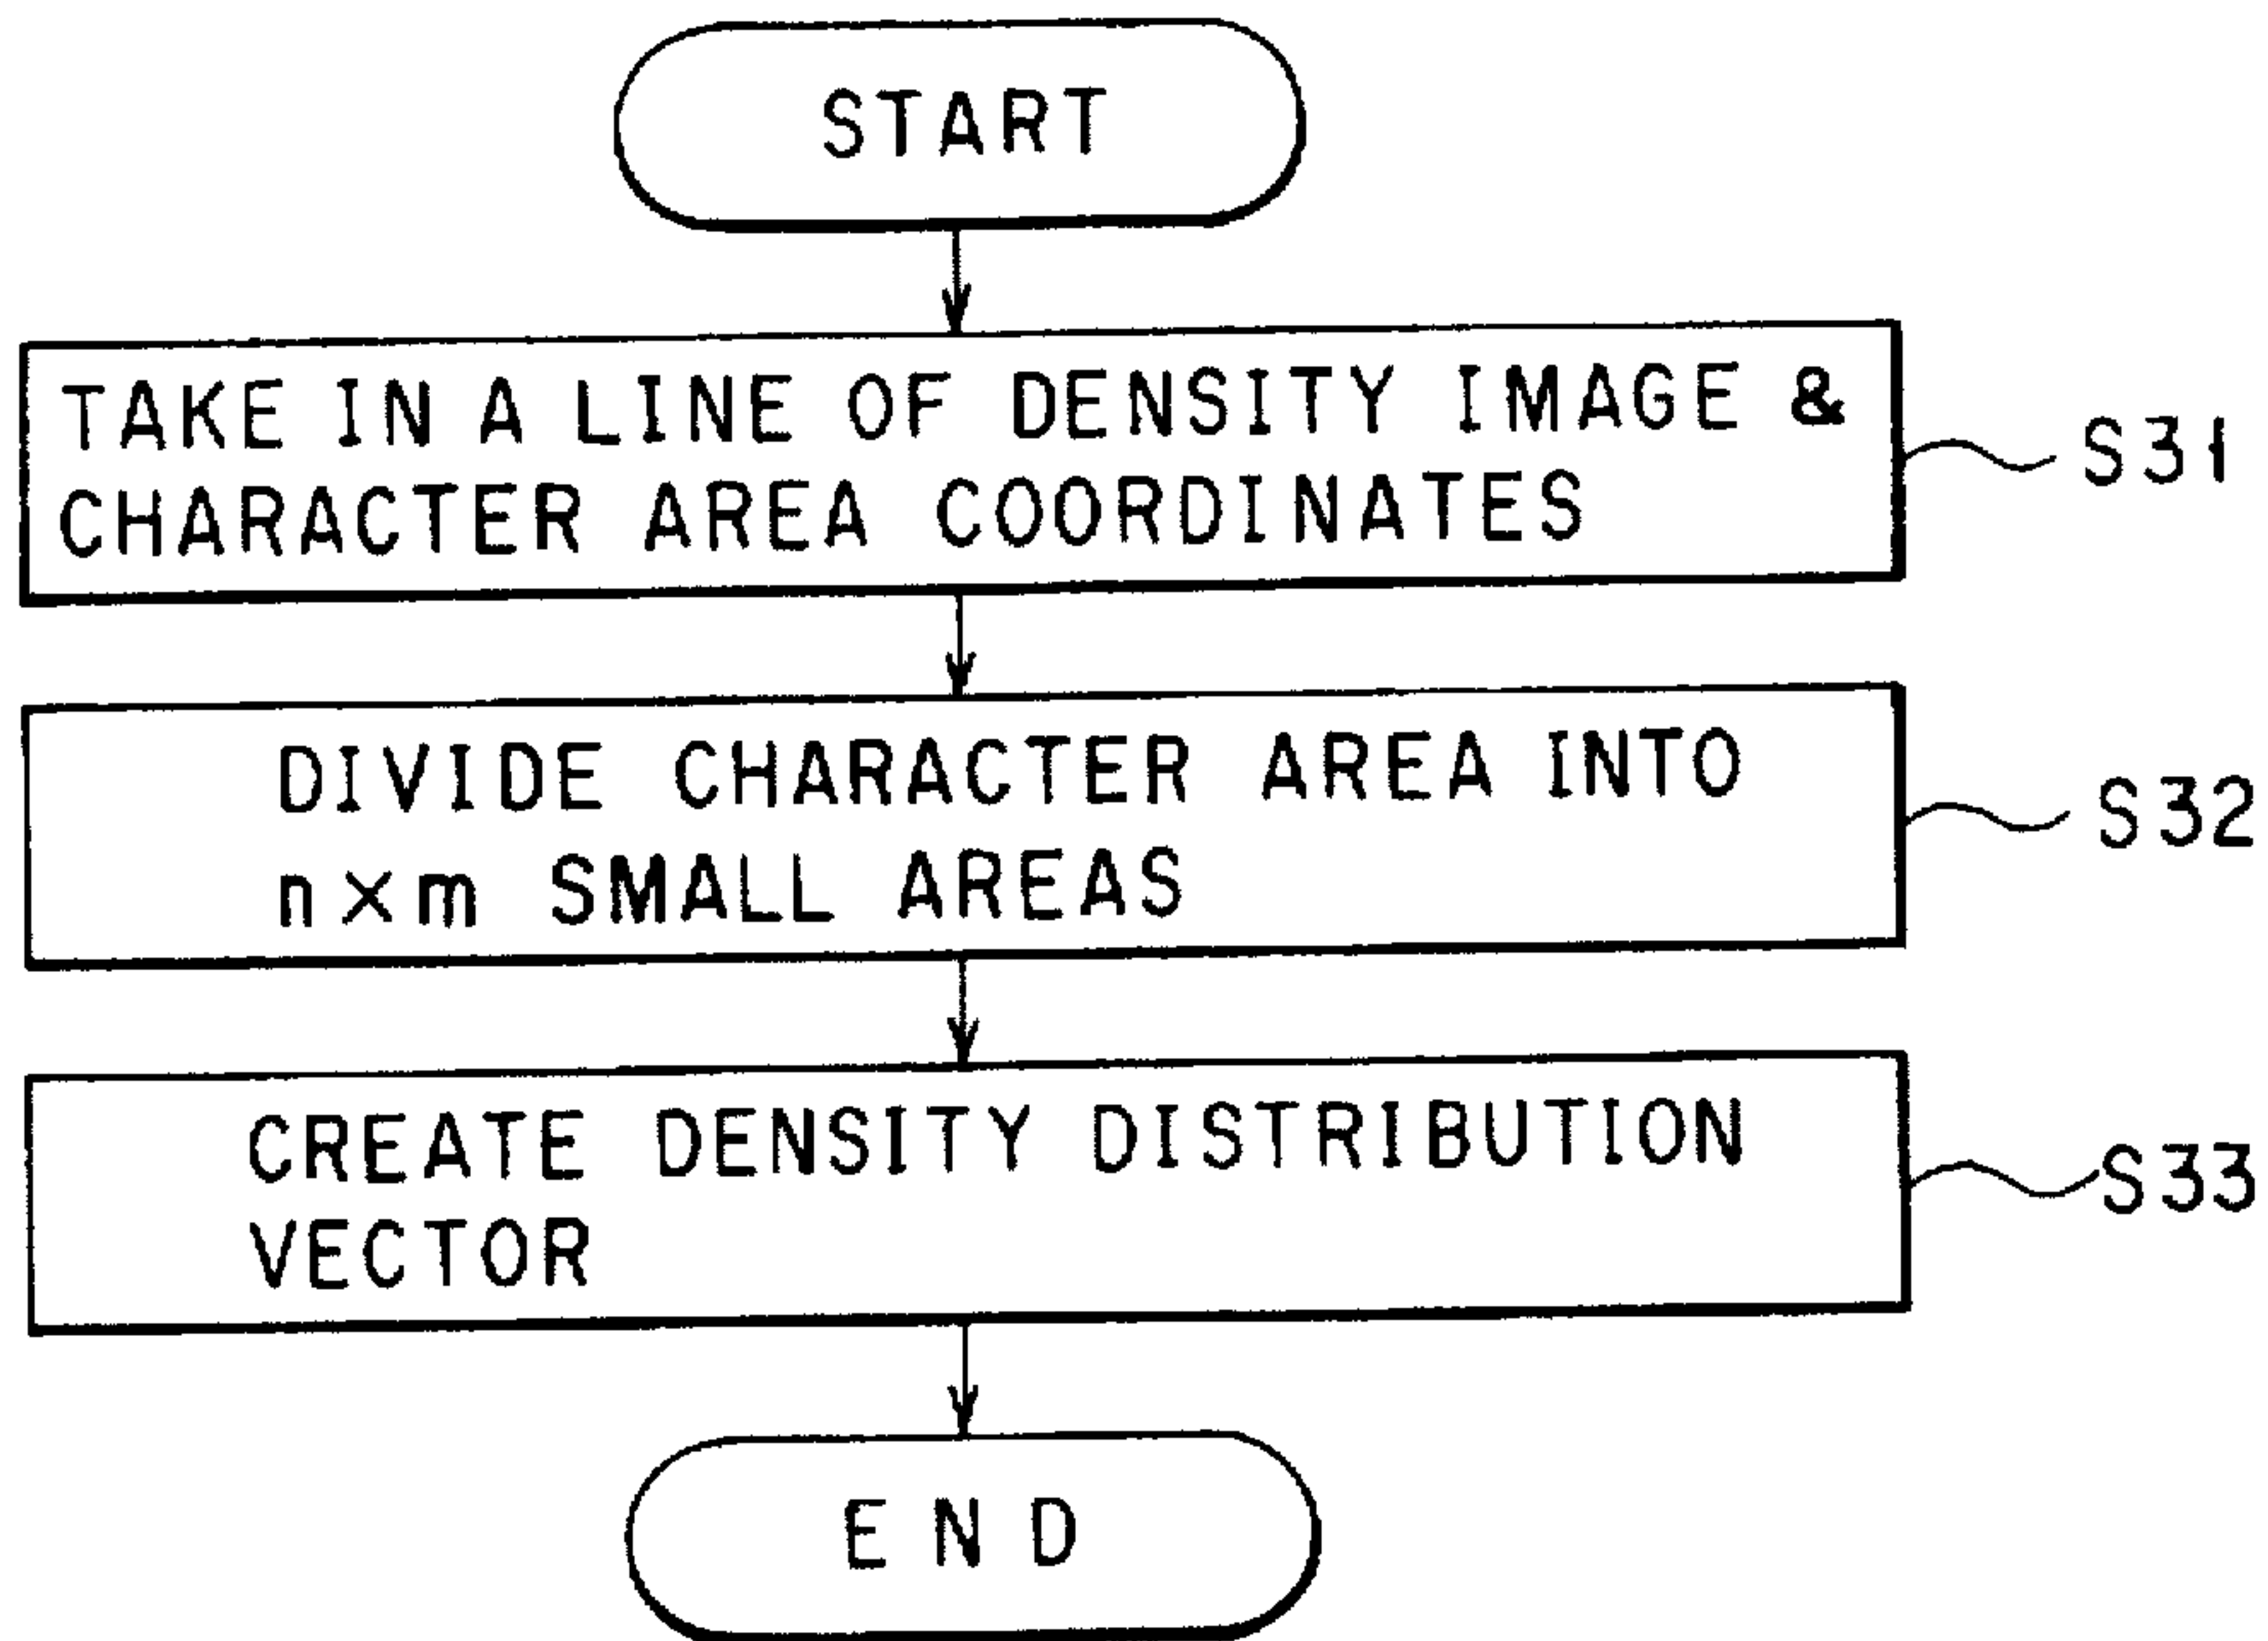 START
TAKE IN A LINE OF DENSITY IMAGE &
CHARACTER AREA COORDINATES
S31
DIVIDE CHARACTER AREA INTO
n×m SMALL AREAS
S32
CREATE DENSITY DISTRIBUTION
VECTOR
S33
END